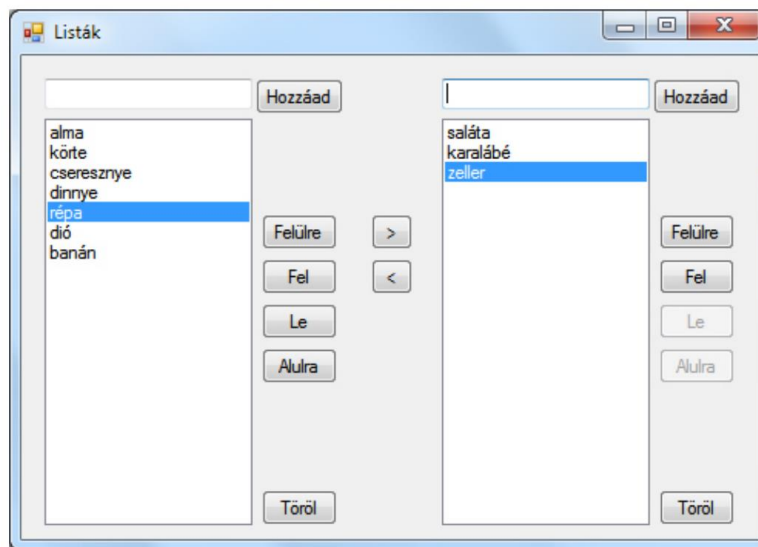 Listák
Hozzáad
Hozzáad
alma
körte
cseresznye
dinnye
répa
dió
banán
Felülre
Fel
Le
Alulra
Töröl
>
<
saláta
karalábé
zeller
Felülre
Fel
Le
Alulra
Töröl